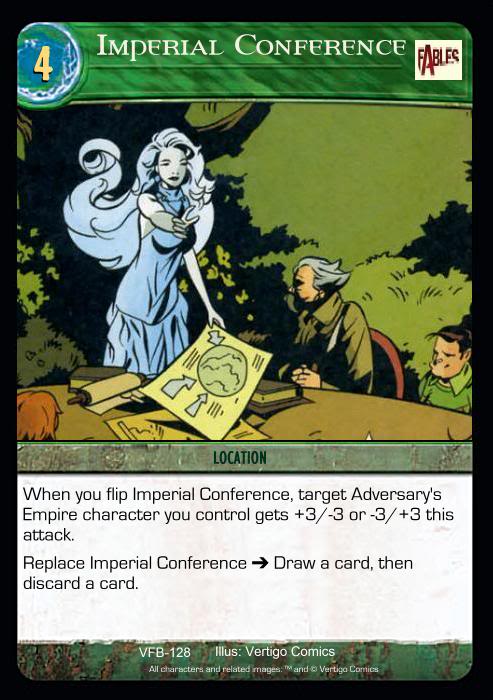 4
IMPERIAL CONFERENCE
FABLES
LOCATION
When you flip Imperial Conference, target Adversary's
Empire character you control gets +3/-3 or -3/+3 this
attack.
Replace Imperial Conference ➔ Draw a card, then
discard a card.
VFB-128 Illus: Vertigo Comics
All characters and related images: ™ and © Vertigo Comics